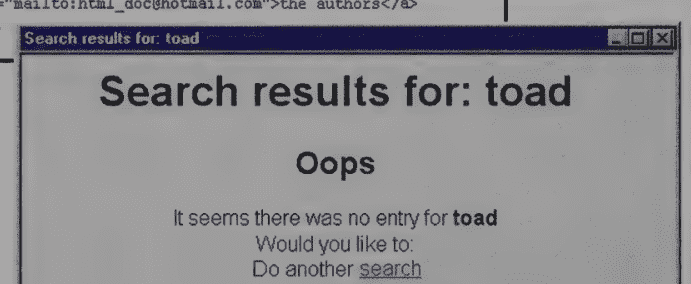 ="mailto:html_doc@hotmail.com">the authors</a>
Search results for: toad
Search results for: toad
Oops
It seems there was no entry for toad
Would you like to:
Do another search